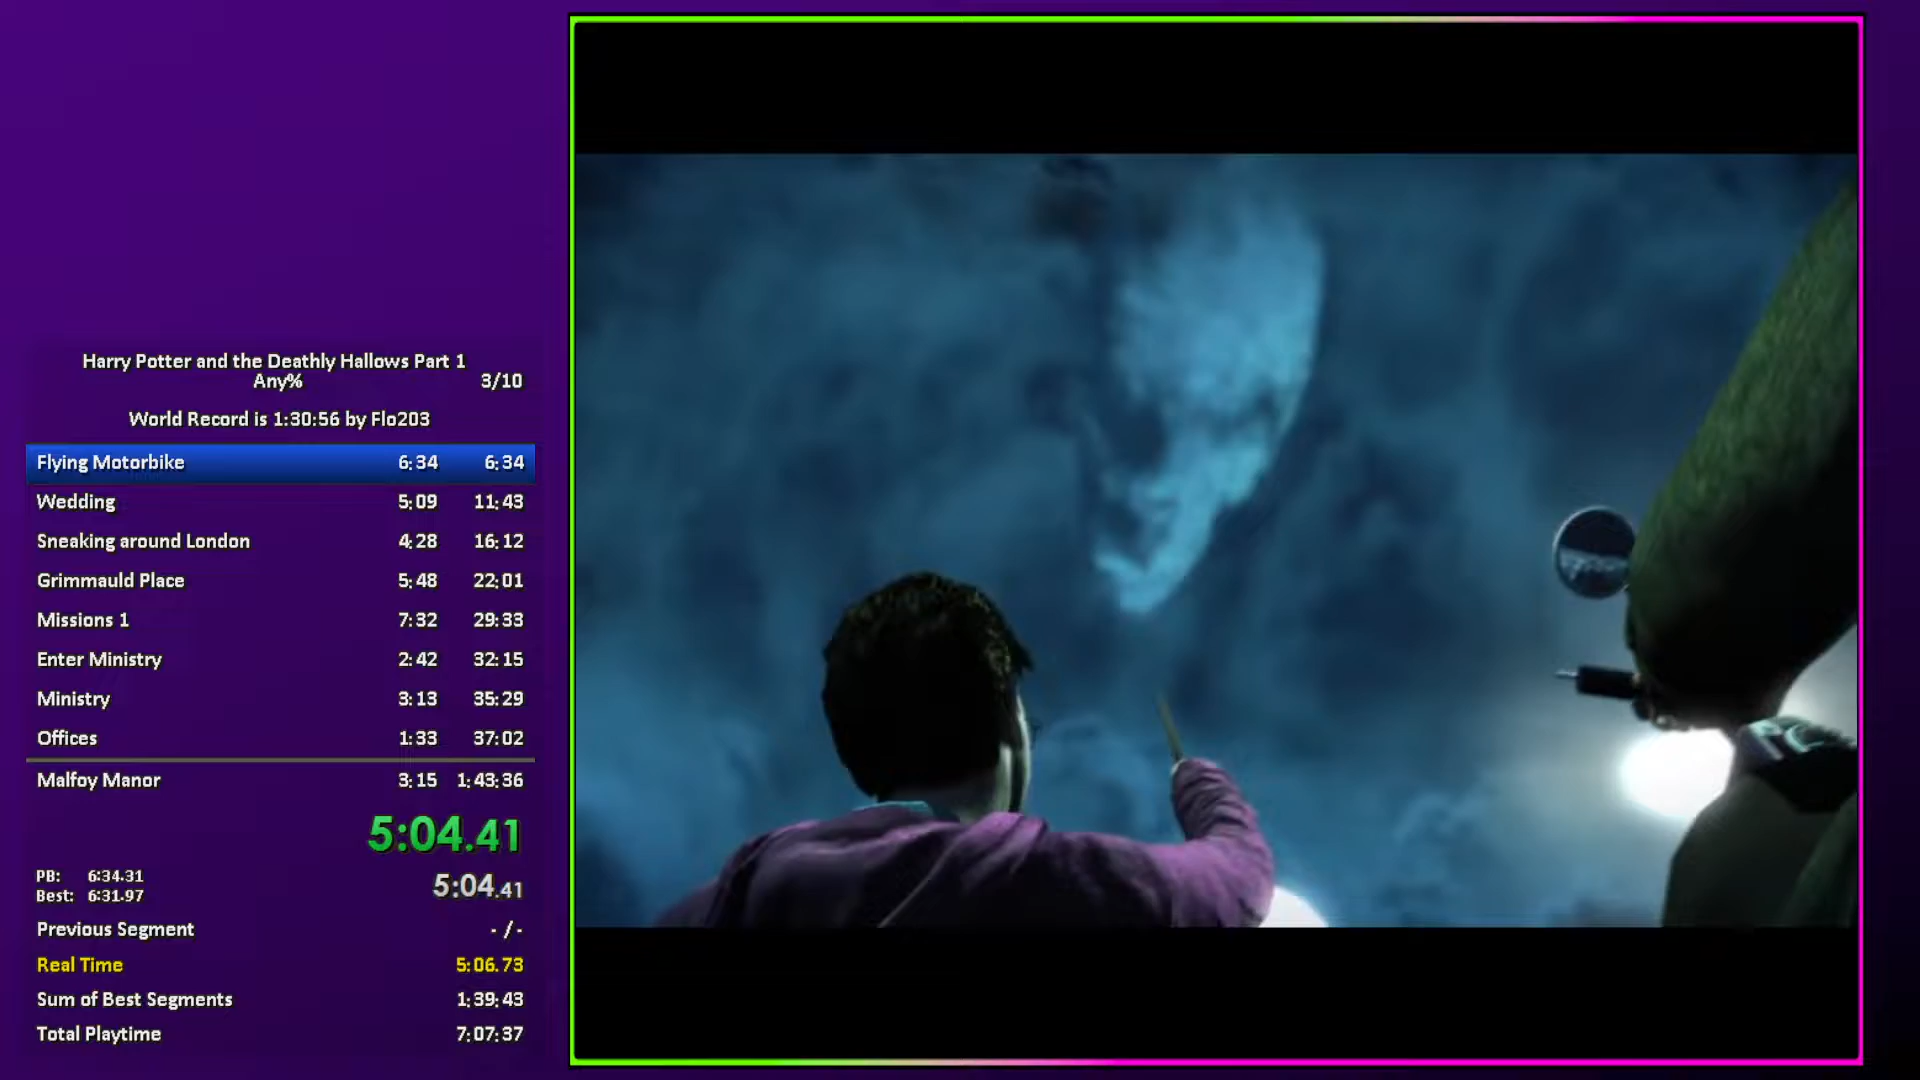 Harry Potter and the Deathly Hallows Part 1
Any% 3/10
World Record is 1:30:56 by Flo203
Flying Motorbike 6:34 6:34
Wedding 5:09 11:43
Sneaking around London 4:28 16:12
Grimmauld Place 5:48 22:01
Missions 1 7:32 29:33
Enter Ministry 2:42 32:15
Ministry 3:13 35:29
Offices 1:33 37:02
Malfoy Manor 3:15 1:43:36
5:04.41
PB: 6:34.31
Best: 6:31.97
5:04.41
Previous Segment - / -
Real Time 5:06.73
Sum of Best Segments 1:39:43
Total Playtime 7:07:37